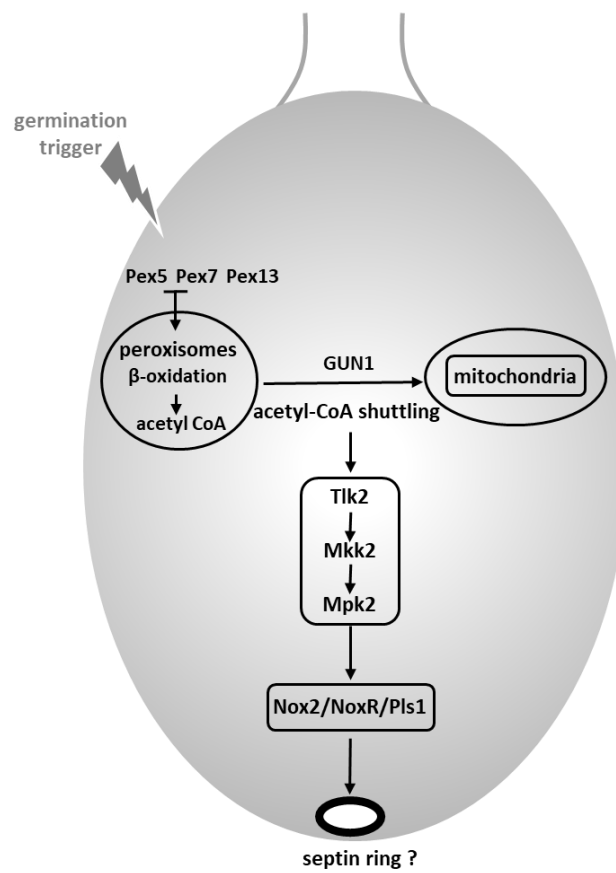 germination
trigger
Pex5 Pex7 Pex13
peroxisomes
β-oxidation
acetyl CoA
GUN1
acetyl-CoA shuttling
mitochondria
Tlk2
Mkk2
Mpk2
Nox2/NoxR/Pls1
septin ring ?